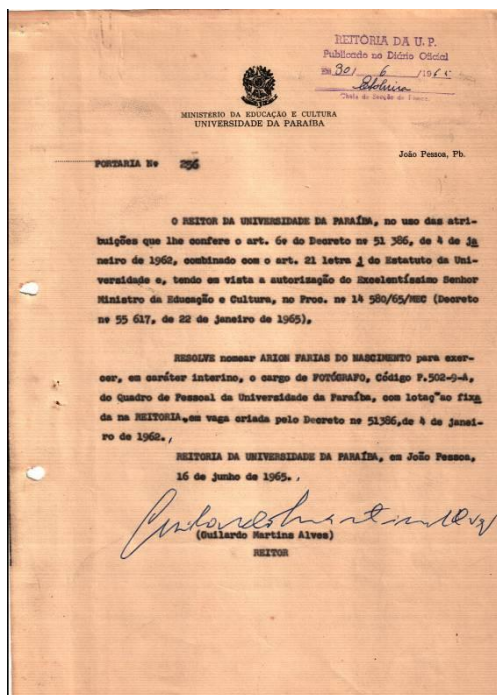 REITORIA DA U. P.
Publicado no Diário Oficial
Em 30/ 6 /196
MINISTERIO DA EDUCAÇÃO E CULTURA
UNIVERSIDADE DA PARAÍBA
João Pessoa, Pb.
PORTARIA Nº 256
O REITOR DA UNIVERSIDADE DA PARAÍBA, no uso das atri-
buições que lhe confere o art. 6º do Decreto nº 51 386, de 4 de ja
neiro de 1962, combinado com o art. 21 letra j do Estatuto da Uni-
versidade e, tendo em vista a autorização do Excelentíssimo Senhor
Ministro da Educação e Cultura, no Proc. nº 14 580/65/MEC (Decreto
nº 55 617, de 22 de janeiro de 1965),
RESOLVE nomear ARION FARIAS DO NASCIMENTO para exer-
cer, em caráter interino, o cargo de FOTÓGRAFO, Código P.502-9-A,
do Quadro de Pessoal da Universidade da Paraíba, com lotaç~ao fixa
da na REITORIA, em vaga criada pelo Decreto nº 51386,de 4 de janei-
ro de 1962.,
REITORIA DA UNIVERSIDADE DA PARAÍBA, em João Pessoa,
16 de junho de 1965.,
Guilardo Martins Alves
(Guilardo Martins Alves)
REITOR